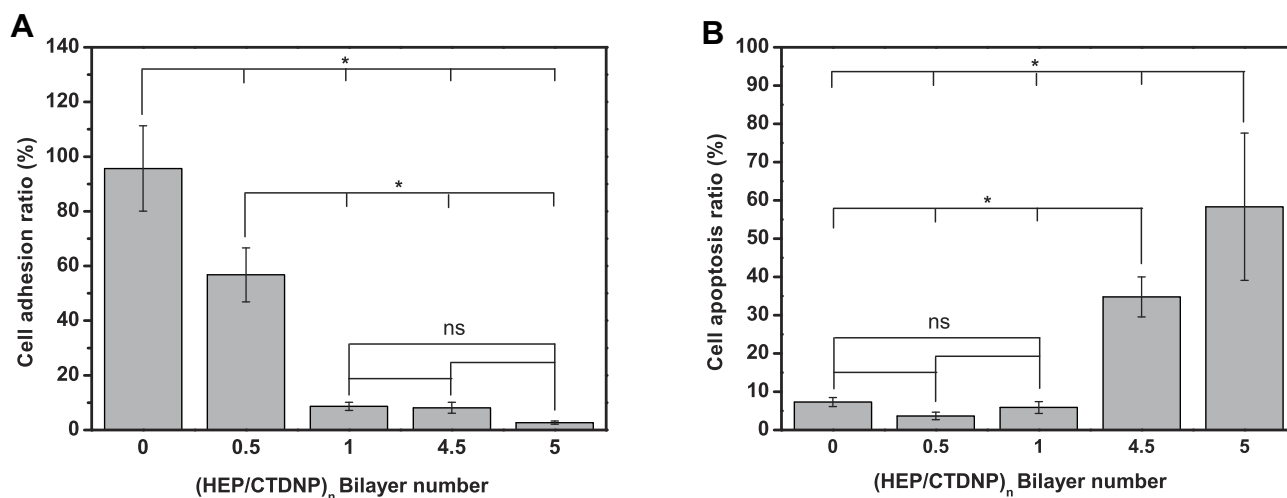 A
Cell adhesion ratio (%)
140
120
100
80
60
40
20
0
*
*
ns
0 0.5 1 4.5 5
(HEP/CTDNP)n Bilayer number
B
Cell apoptosis ratio (%)
100
90
80
70
60
50
40
30
20
10
0
*
*
ns
0 0.5 1 4.5 5
(HEP/CTDNP)n Bilayer number